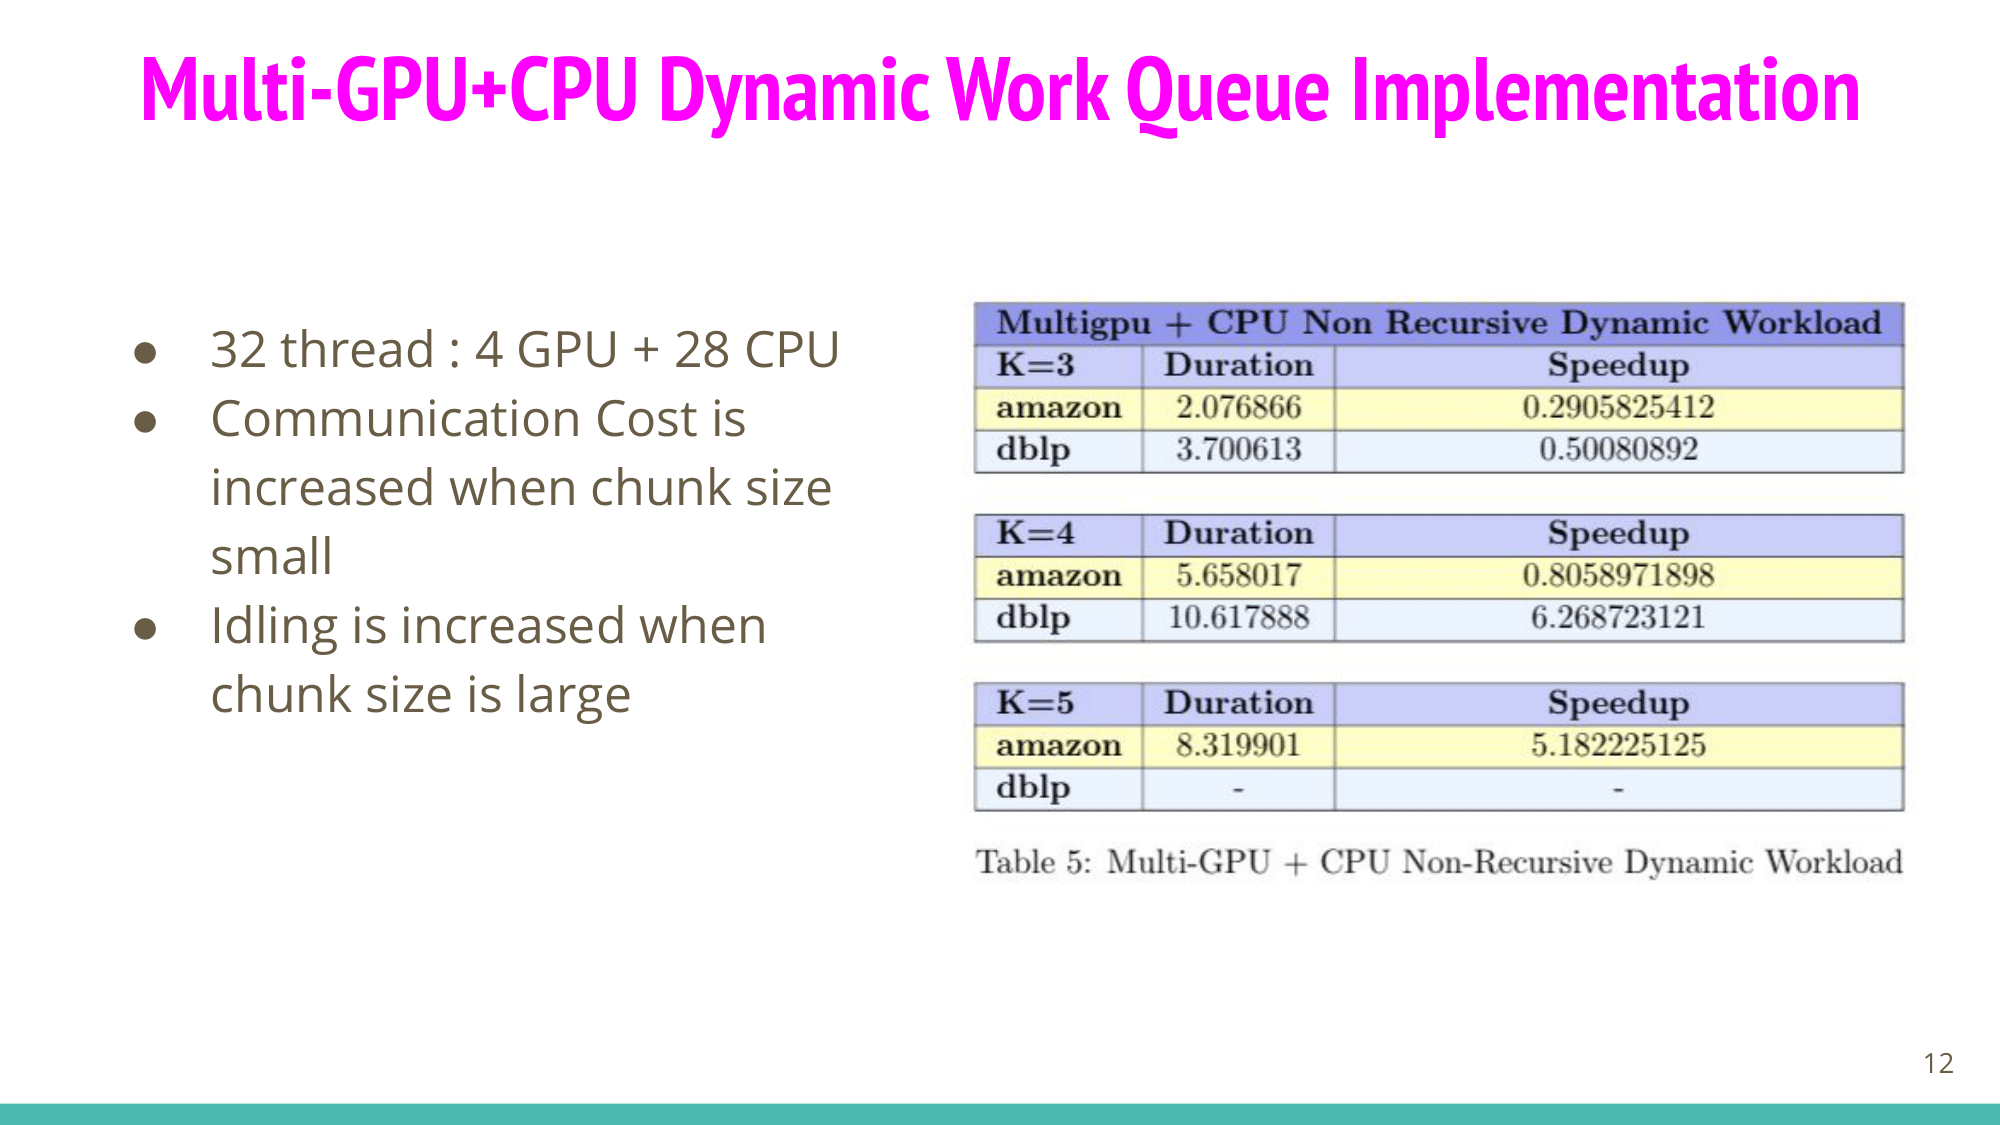 Multi-GPU+CPU Dynamic Work Queue Implementation
● 32 thread : 4 GPU + 28 CPU
● Communication Cost is
increased when chunk size
small
● Idling is increased when
chunk size is large
Multigpu + CPU Non Recursive Dynamic Workload
K=3 Duration Speedup
amazon 2.076866 0.2905825412
dblp 3.700613 0.50080892
K=4 Duration Speedup
amazon 5.658017 0.8058971898
dblp 10.617888 6.268723121
K=5 Duration Speedup
amazon 8.319901 5.182225125
dblp - -
Table 5: Multi-GPU + CPU Non-Recursive Dynamic Workload
12